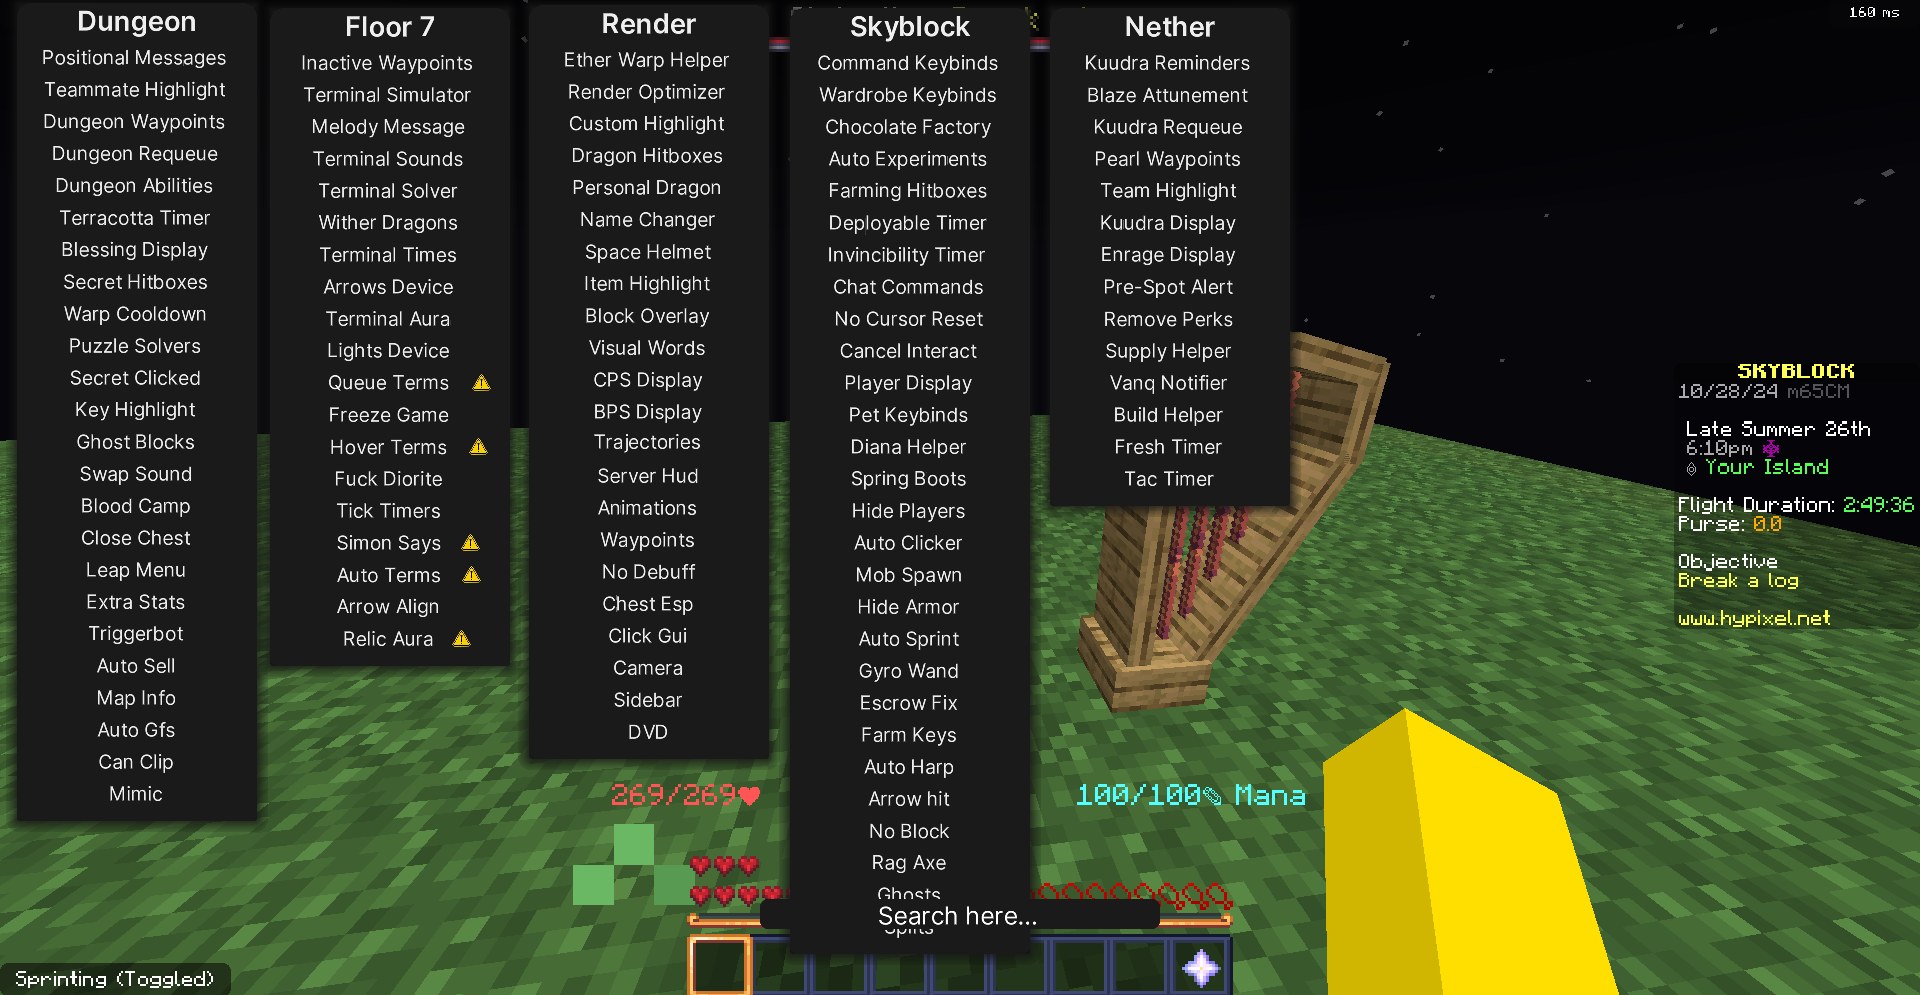 Dungeon
Positional Messages
Teammate Highlight
Dungeon Waypoints
Dungeon Requeue
Dungeon Abilities
Terracotta Timer
Blessing Display
Secret Hitboxes
Warp Cooldown
Puzzle Solvers
Secret Clicked
Key Highlight
Ghost Blocks
Swap Sound
Blood Camp
Close Chest
Leap Menu
Extra Stats
Triggerbot
Auto Sell
Map Info
Auto Gfs
Can Clip
Mimic
Floor 7
Inactive Waypoints
Terminal Simulator
Melody Message
Terminal Sounds
Terminal Solver
Wither Dragons
Terminal Times
Arrows Device
Terminal Aura
Lights Device
Queue Terms
Freeze Game
Hover Terms
Fuck Diorite
Tick Timers
Simon Says
Auto Terms
Arrow Align
Relic Aura
Render
Ether Warp Helper
Render Optimizer
Custom Highlight
Dragon Hitboxes
Personal Dragon
Name Changer
Space Helmet
Item Highlight
Block Overlay
Visual Words
CPS Display
BPS Display
Trajectories
Server Hud
Animations
Waypoints
No Debuff
Chest Esp
Click Gui
Camera
Sidebar
DVD
Skyblock
Command Keybinds
Wardrobe Keybinds
Chocolate Factory
Auto Experiments
Farming Hitboxes
Deployable Timer
Invincibility Timer
Chat Commands
No Cursor Reset
Cancel Interact
Player Display
Pet Keybinds
Diana Helper
Spring Boots
Hide Players
Auto Clicker
Mob Spawn
Hide Armor
Auto Sprint
Gyro Wand
Escrow Fix
Farm Keys
Auto Harp
Arrow hit
No Block
Rag Axe
Ghosts
Search here...
Splits
Nether
Kuudra Reminders
Blaze Attunement
Kuudra Requeue
Pearl Waypoints
Team Highlight
Kuudra Display
Enrage Display
Pre-Spot Alert
Remove Perks
Supply Helper
Vanq Notifier
Build Helper
Fresh Timer
Tac Timer
160 ms
SKYBLOCK
10/28/24 m65CM
Late Summer 26th
6:10pm
Your Island
Flight Duration: 2:49:36
Purse: 0.0
Objective
Break a log
www.hypixel.net
269/269❤
100/100✎ Mana
Sprinting (Toggled)